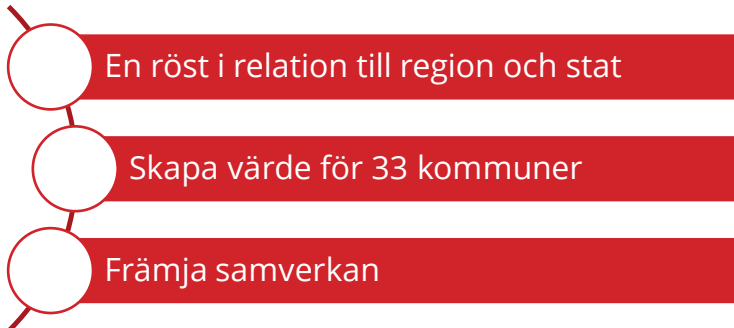 En röst i relation till region och stat
Skapa värde för 33 kommuner
Främja samverkan